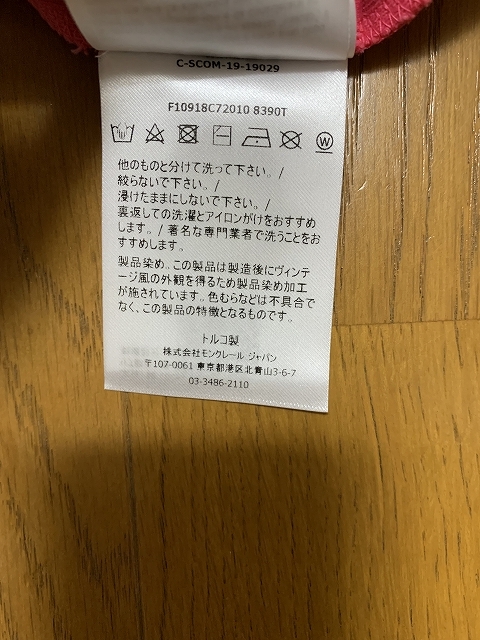 C-SCOM-19-19029
F10918C72010 8390T
W
他のものと分けて洗って下さい。/
絞らないで下さい。/
浸けたままにしないで下さい。/
裏返しての洗濯とアイロンがけをおすすめ
します。/ 著名な専門業者で洗うことをお
すすめします。
製品染め.. この製品は製造後にヴィンテ
ージ風の外観を得るため製品染め加工
が施されています.. 色むらなどは不具合で
なく、この製品の特徴となるものです。.
トルコ製
株式会社モンクレール ジャパン
〒107-0061 東京都港区北青山3-6-7
03-3486-2110